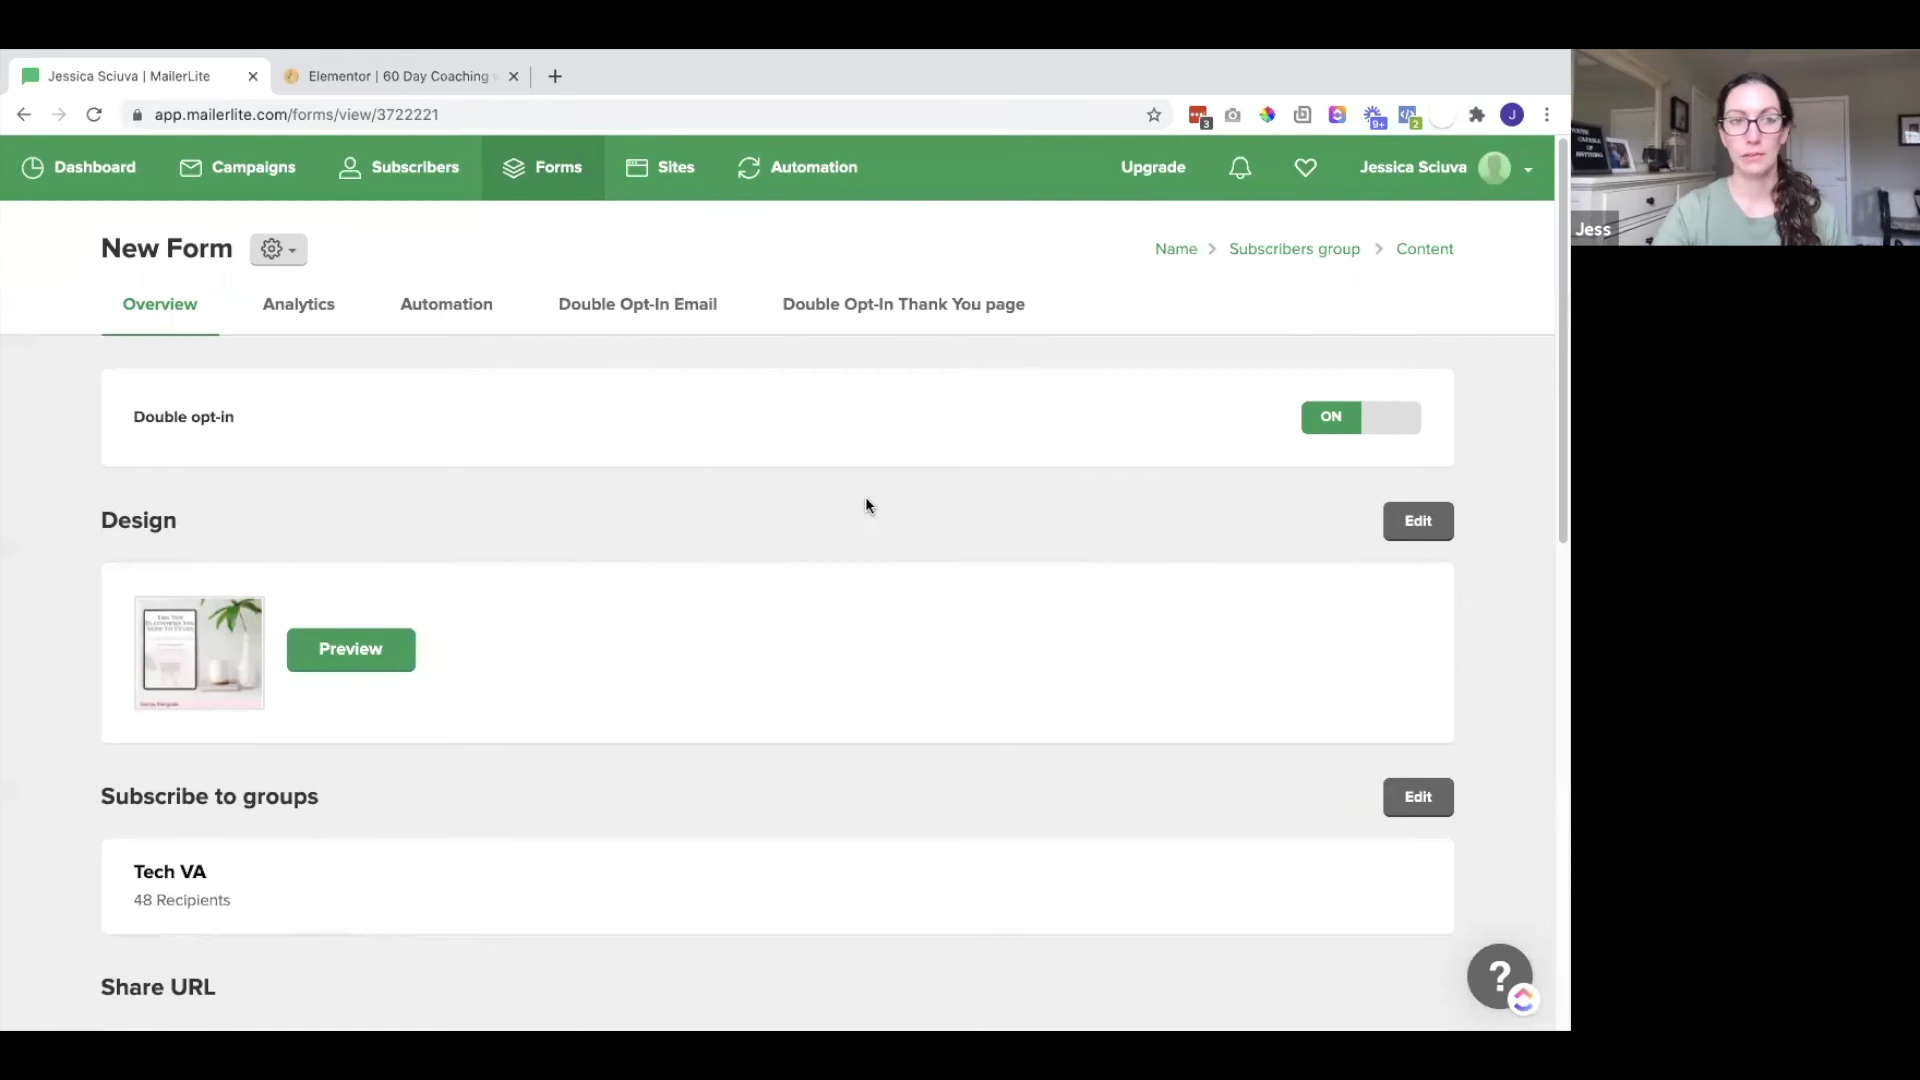 Jessica Sciuva | MailerLite
Elementor | 60 Day Coaching
app.mailerlite.com/forms/view/3722221
3
9+
2
J
Dashboard
Campaigns
Subscribers
Forms
Sites
Automation
Upgrade
Jessica Sciuva
New Form
Name > Subscribers group > Content
Overview
Analytics
Automation
Double Opt-In Email
Double Opt-In Thank You page
Double opt-in
ON
Design
Edit
Preview
Subscribe to groups
Edit
Tech VA
48 Recipients
Share URL
?
Jess